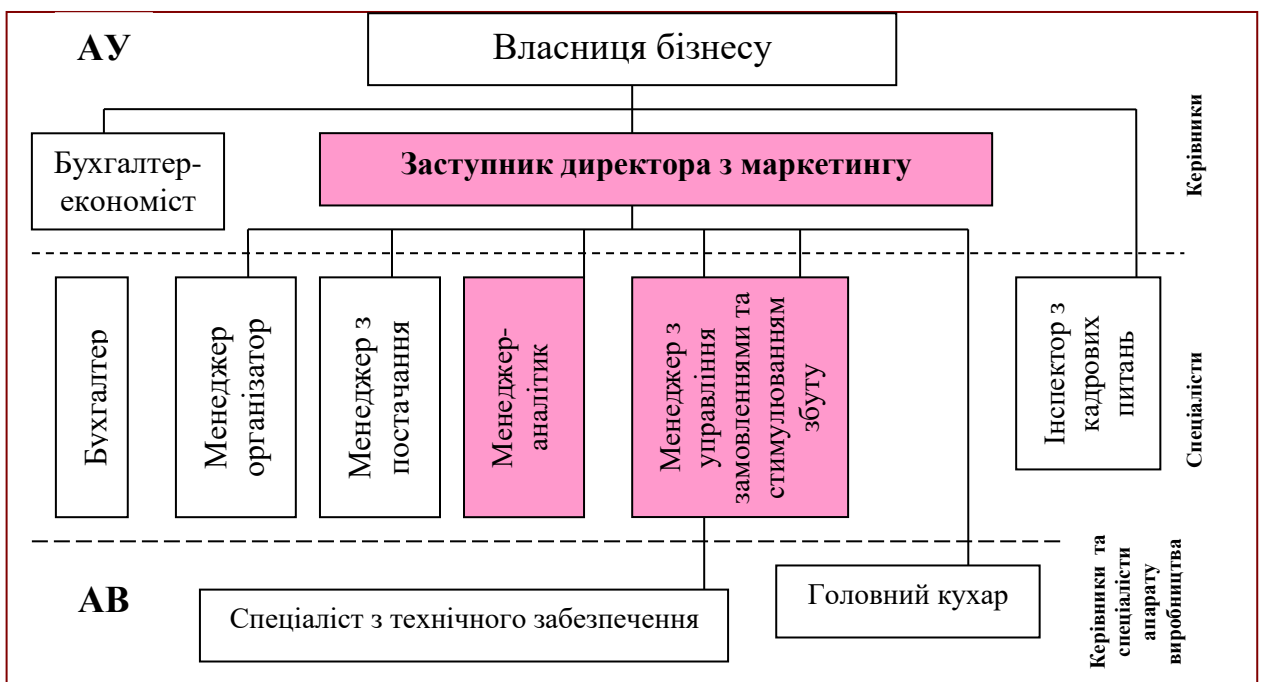 АУ
Власниця бізнесу
Керівники
Бухгалтер-
економіст
Заступник директора з маркетингу
Бухгалтер
Менеджер
організатор
Менеджер з
постачання
Менеджер-
аналітик
Менеджер з
управління
замовленнями та
стимулюванням
збуту
Інспектор з
кадрових
питань
Спеціалісти
АВ
Спеціаліст з технічного забезпечення
Головний кухар
Керівники та
спеціалісти
апарату
виробництва